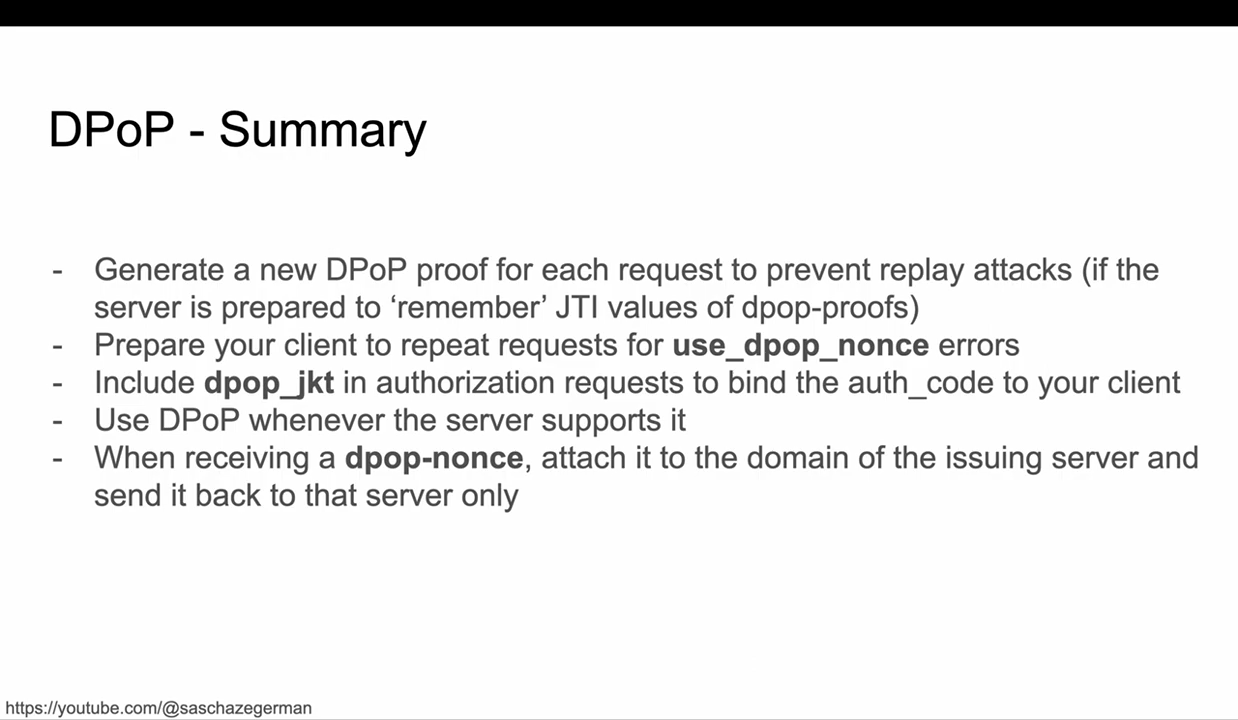 DPoP - Summary
- Generate a new DPoP proof for each request to prevent replay attacks (if the
server is prepared to ‘remember’ JTI values of dpop-proofs)
- Prepare your client to repeat requests for use_dpop_nonce errors
- Include dpop_jkt in authorization requests to bind the auth_code to your client
- Use DPoP whenever the server supports it
- When receiving a dpop-nonce, attach it to the domain of the issuing server and
send it back to that server only
https://youtube.com/@saschazegerman